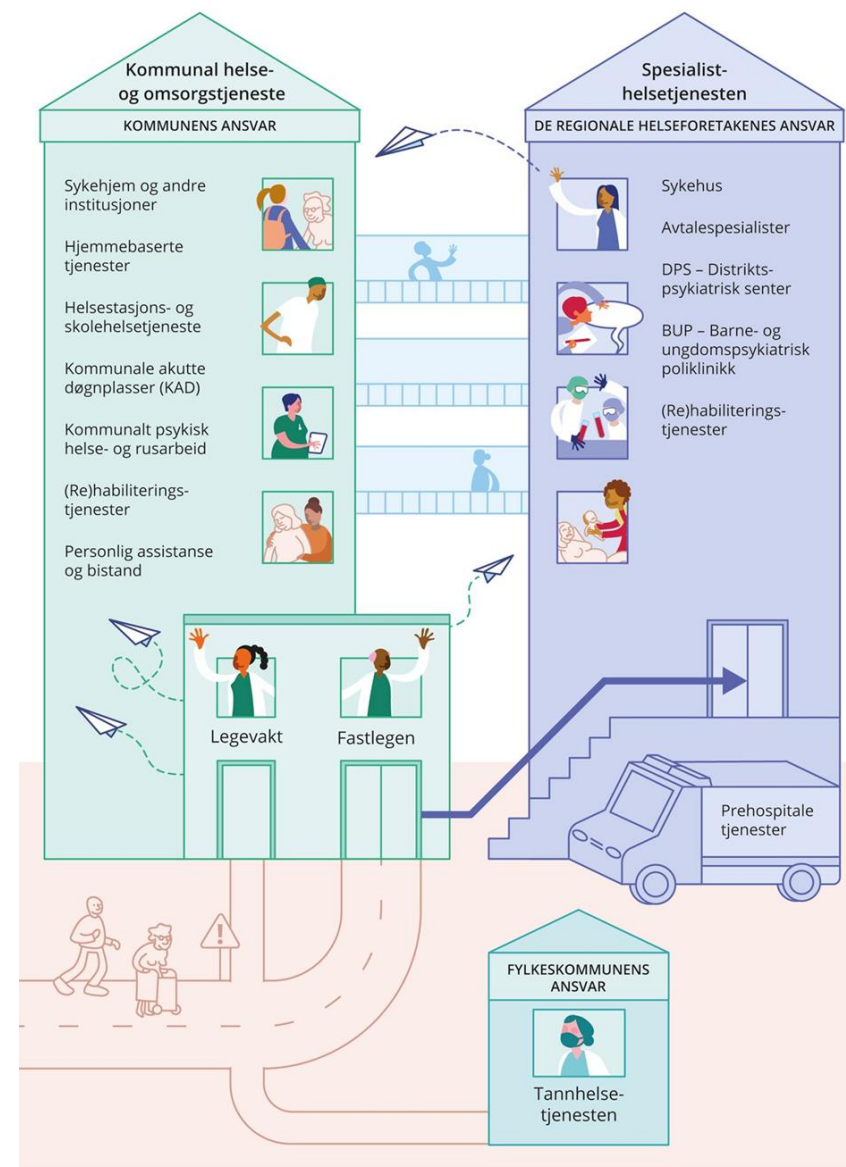 Kommunal helse-
og omsorgstjeneste
KOMMUNENS ANSVAR
Sykehjem og andre
institusjoner
Hjemmebaserte
tjenester
Helsestasjons- og
skolehelsetjeneste
Kommunale akutte
døgnplasser (KAD)
Kommunalt psykisk
helse- og rusarbeid
(Re)habiliterings-
tjenester
Personlig assistanse
og bistand
Legevakt
Fastlegen
Spesialist-
helsetjenesten
DE REGIONALE HELSEFORETAKENES ANSVAR
Sykehus
Avtalespesialister
DPS – Distrikts-
psykiatrisk senter
BUP – Barne- og
ungdomspsykiatrisk
poliklinikk
(Re)habiliterings-
tjenester
Prehospitale
tjenester
FYLKESKOMMUNENS
ANSVAR
Tannhelse-
tjenesten